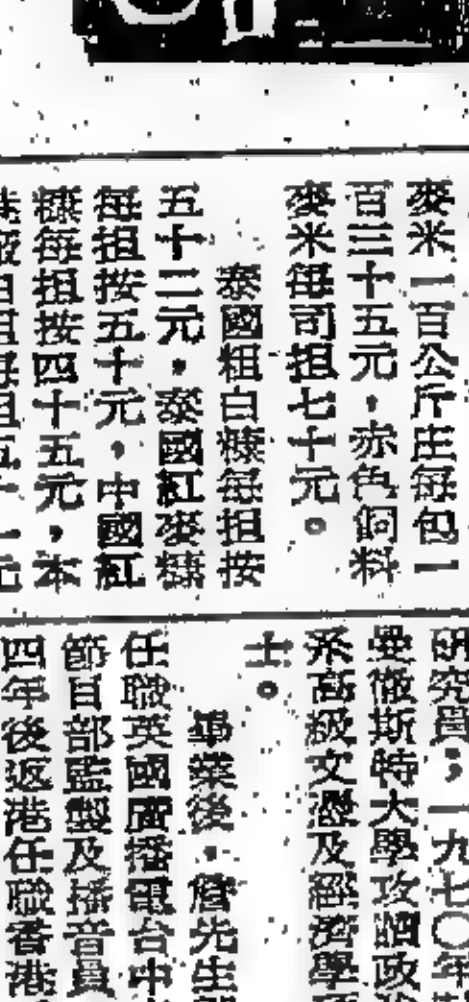 麥米一百公斤庄每包一
百三十五元，赤色飼料
麥米每司担七十元。
泰國粗白糠每担按
五十二元，泰國紅麥糠
每担按五十元，中國紅
糠每担按四十五元，本
研究員；一九七〇年
曼徹斯特大學攻讀政
系高級文憑及經濟學
士。
畢業後，詹先生
任職英國廣播電台中
節目部監製及播音員
四年後返港任職香港